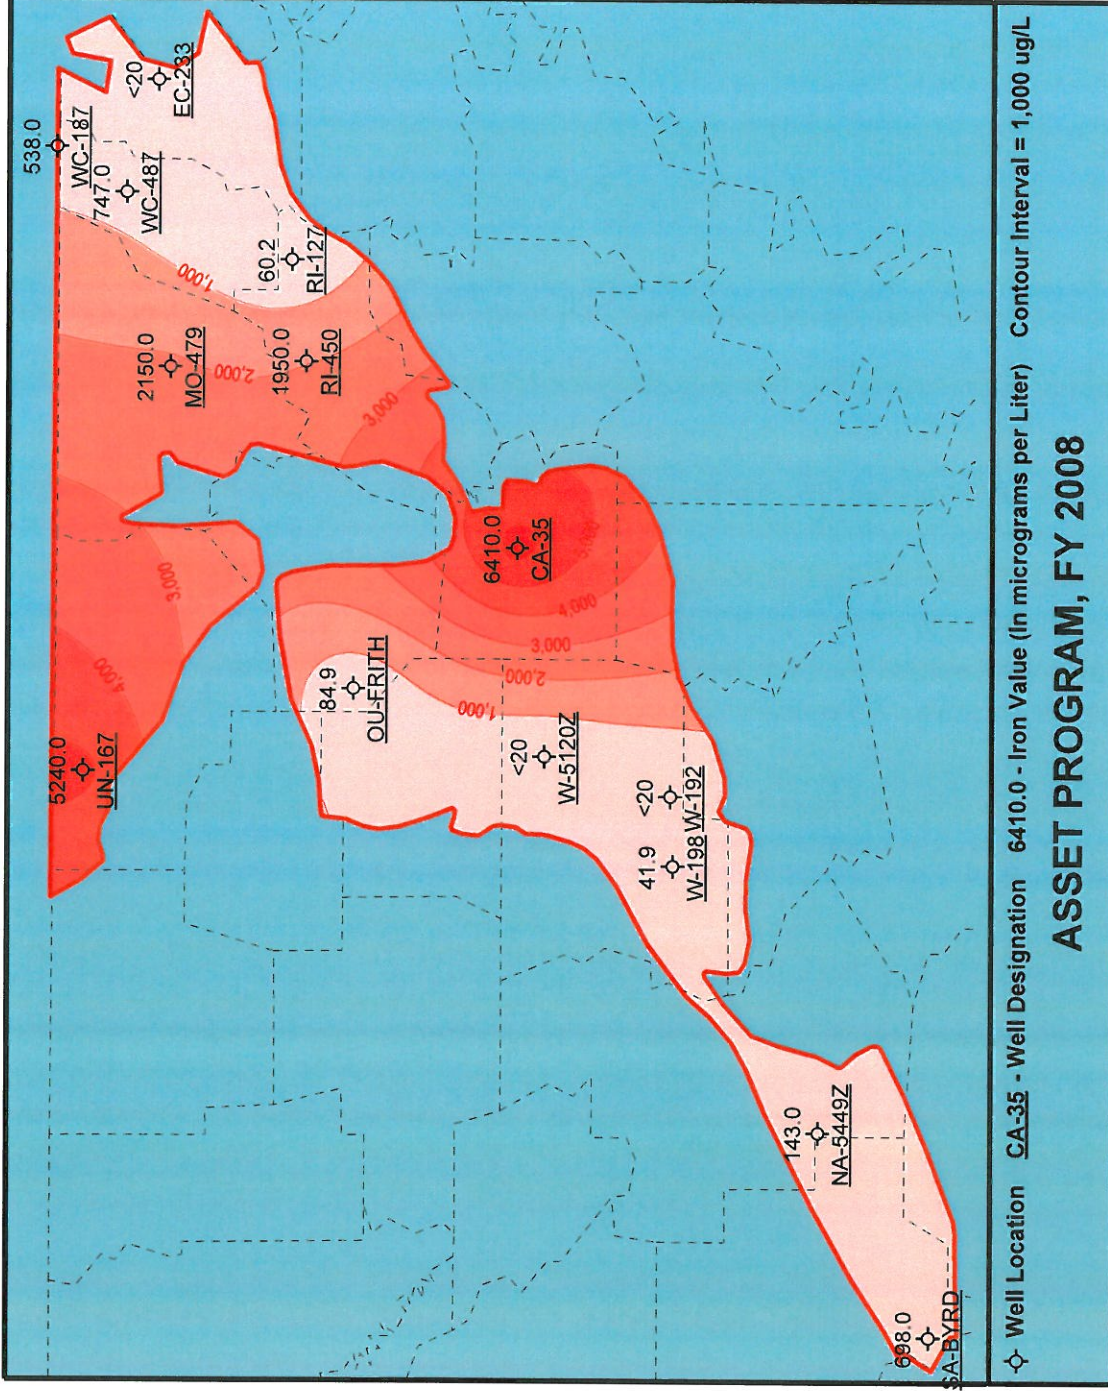 538.0
WC-187
<20
EC-233
747.0
WC-487
1,000
60.2
RI-127
2150.0
MO-479
2,000
1950.0
RI-450
3,000
3,000
4,000
5240.0
UN-167
6410.0
CA-35
5,000
4,000
3,000
2,000
1,000
84.9
OU-FRITH
<20
W-5120Z
<20
W-192
41.9
W-198
143.0
NA-5449Z
698.0
SA-BYRD
Well Location CA-35 - Well Designation 6410.0 - Iron Value (In micrograms per Liter) Contour Interval = 1,000 ug/L
ASSET PROGRAM, FY 2008